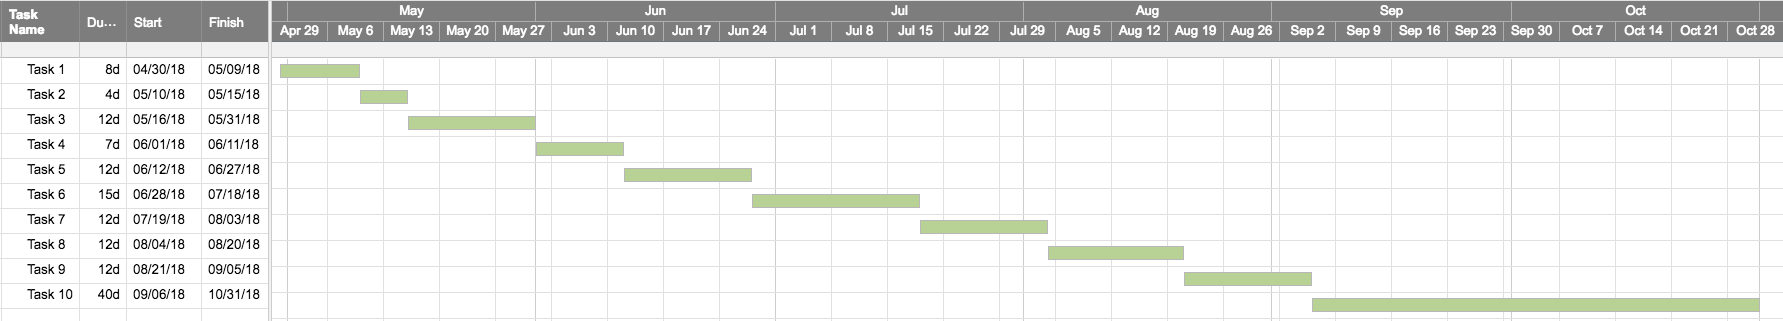 May Jun Jul Aug Sep Oct
Task Name Du... Start Finish
Apr 29 May 6 May 13 May 20 May 27 Jun 3 Jun 10 Jun 17 Jun 24 Jul 1 Jul 8 Jul 15 Jul 22 Jul 29 Aug 5 Aug 12 Aug 19 Aug 26 Sep 2 Sep 9 Sep 16 Sep 23 Sep 30 Oct 7 Oct 14 Oct 21 Oct 28
Task 1 8d 04/30/18 05/09/18
Task 2 4d 05/10/18 05/15/18
Task 3 12d 05/16/18 05/31/18
Task 4 7d 06/01/18 06/11/18
Task 5 12d 06/12/18 06/27/18
Task 6 15d 06/28/18 07/18/18
Task 7 12d 07/19/18 08/03/18
Task 8 12d 08/04/18 08/20/18
Task 9 12d 08/21/18 09/05/18
Task 10 40d 09/06/18 10/31/18